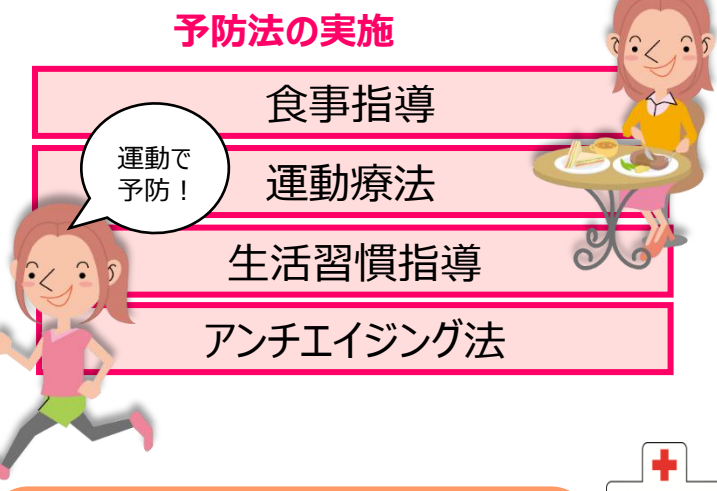 予防法の実施
食事指導
運動で
予防！
運動療法
生活習慣指導
アンチエイジング法